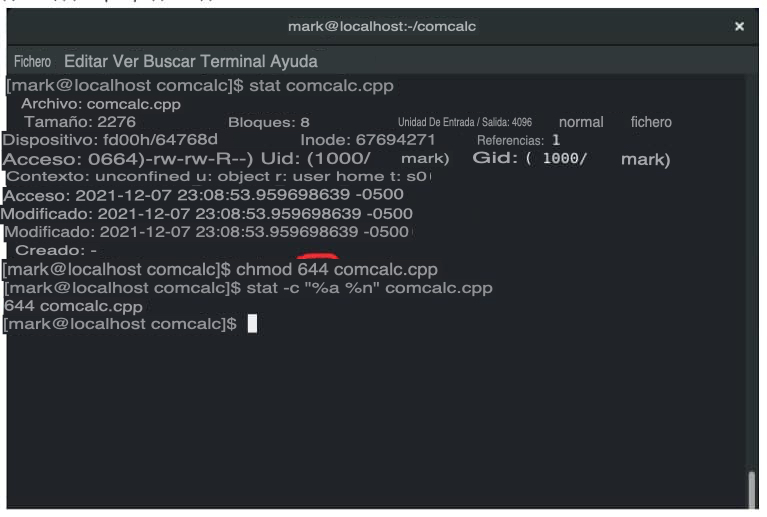 mark@localhost:-/comcalc ×
Fichero Editar Ver Buscar Terminal Ayuda
[mark@localhost comcalc]$ stat comcalc.cpp
Archivo: comcalc.cpp
Tamaño: 2276 Bloques: 8 Unidad De Entrada / Salida: 4096 normal fichero
Dispositivo: fd00h/64768d Inode: 67694271 Referencias: 1
Acceso: 0664)-rw-rw-R--) Uid: (1000/ mark) Gid: ( 1000/ mark)
Contexto: unconfined u: object r: user home t: s0
Acceso: 2021-12-07 23:08:53.959698639 -0500
Modificado: 2021-12-07 23:08:53.959698639 -0500
Modificado: 2021-12-07 23:08:53.959698639 -0500
Creado: -
[mark@localhost comcalc]$ chmod 644 comcalc.cpp
[mark@localhost comcalc]$ stat -c "%a %n" comcalc.cpp
644 comcalc.cpp
[mark@localhost comcalc]$